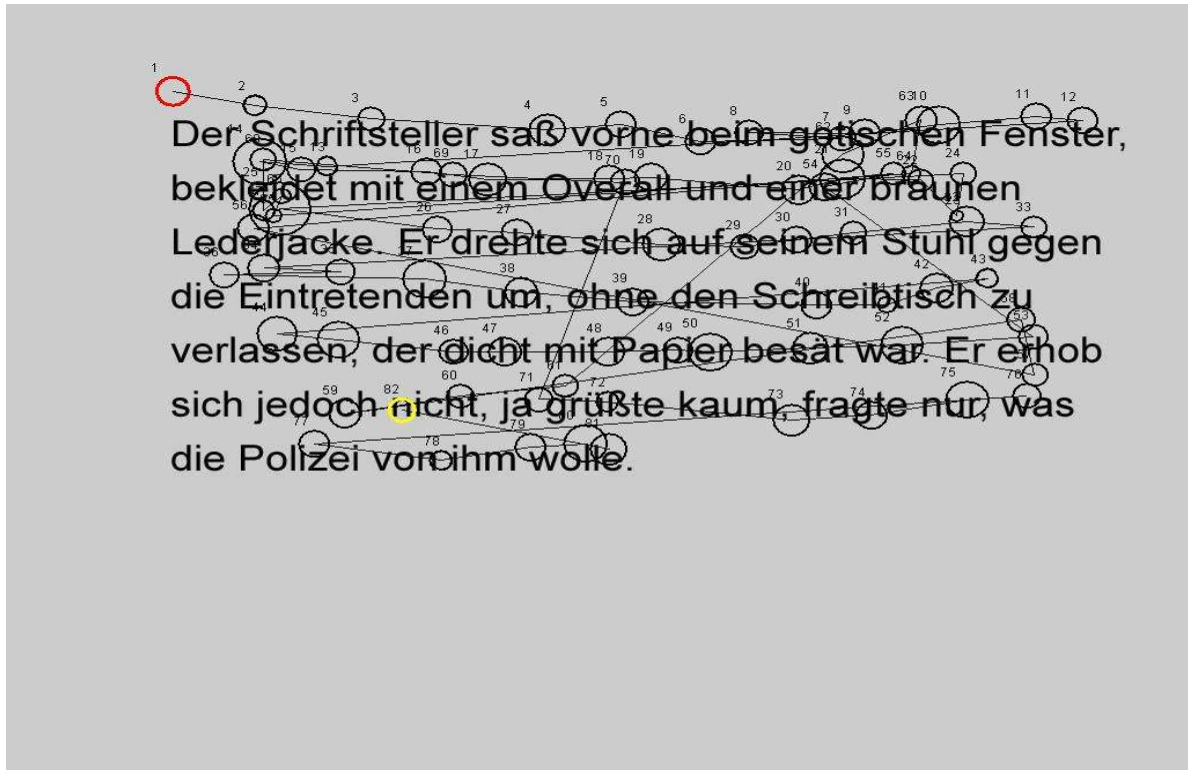 Der Schriftsteller saß vorne beim gotischen Fenster,
bekleidet mit einem Overall und einer braunen
Lederjacke. Er drehte sich auf seinem Stuhl gegen
die Eintretenden um, ohne den Schreibtisch zu
verlassen, der dicht mit Papier besät war. Er erhob
sich jedoch nicht, ja grüßte kaum, fragte nur, was
die Polizei von ihm wolle.